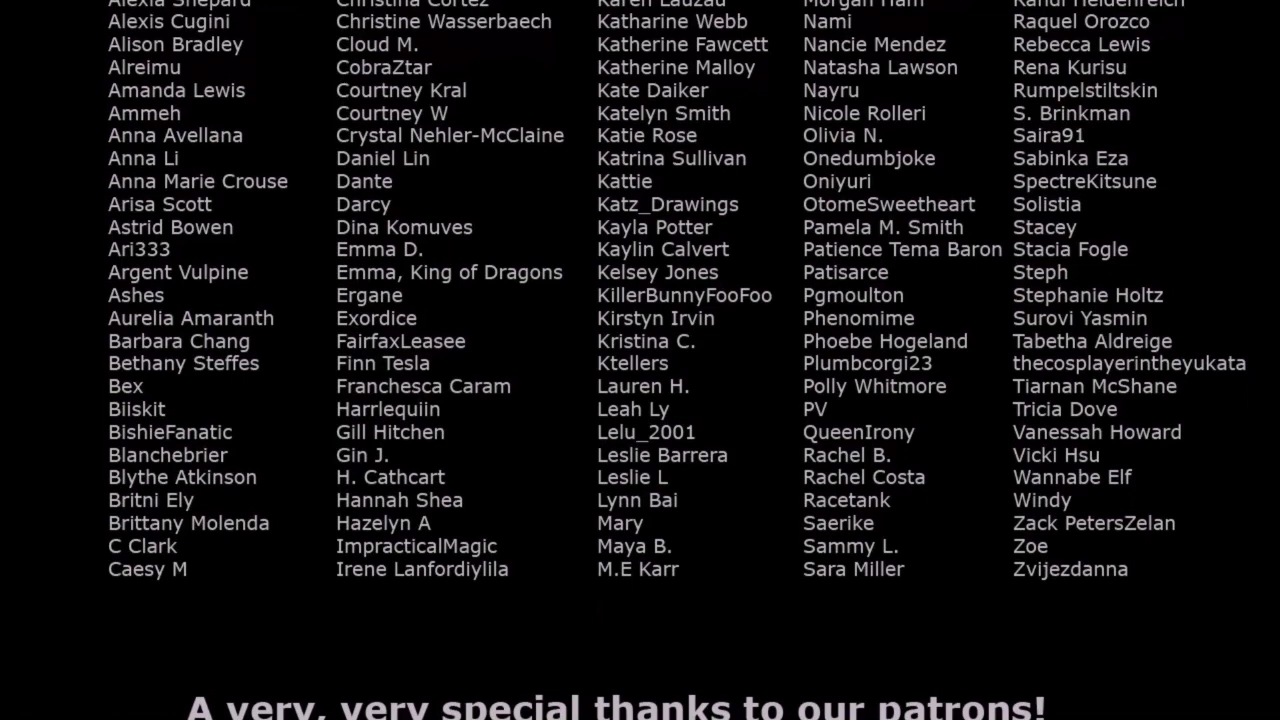 Alexia Shepard
Alexis Cugini
Alison Bradley
Alreimu
Amanda Lewis
Ammeh
Anna Avellana
Anna Li
Anna Marie Crouse
Arisa Scott
Astrid Bowen
Ari333
Argent Vulpine
Ashes
Aurelia Amaranth
Barbara Chang
Bethany Steffes
Bex
Biiskit
BishieFanatic
Blanchebrier
Blythe Atkinson
Britni Ely
Brittany Molenda
C Clark
Caesy M
Christina Cortez
Christine Wasserbaech
Cloud M.
CobraZtar
Courtney Kral
Courtney W
Crystal Nehler-McClaine
Daniel Lin
Dante
Darcy
Dina Komuves
Emma D.
Emma, King of Dragons
Ergane
Exordice
FairfaxLeasee
Finn Tesla
Franchesca Caram
Harrlequiin
Gill Hitchen
Gin J.
H. Cathcart
Hannah Shea
Hazelyn A
ImpracticalMagic
Irene Lanfordiylila
Karen Lauzau
Katharine Webb
Katherine Fawcett
Katherine Malloy
Kate Daiker
Katelyn Smith
Katie Rose
Katrina Sullivan
Kattie
Katz_Drawings
Kayla Potter
Kaylin Calvert
Kelsey Jones
KillerBunnyFooFoo
Kirstyn Irvin
Kristina C.
Ktellers
Lauren H.
Leah Ly
Lelu_2001
Leslie Barrera
Leslie L
Lynn Bai
Mary
Maya B.
M.E Karr
Morgan Ham
Nami
Nancie Mendez
Natasha Lawson
Nayru
Nicole Rolleri
Olivia N.
Onedumbjoke
Oniyuri
OtomeSweetheart
Pamela M. Smith
Patience Tema Baron
Patisarce
Pgmoulton
Phenomime
Phoebe Hogeland
Plumbcorgi23
Polly Whitmore
PV
QueenIrony
Rachel B.
Rachel Costa
Racetank
Saerike
Sammy L.
Sara Miller
Heidenreich
Raquel Orozco
Rebecca Lewis
Rena Kurisu
Rumpelstiltskin
S. Brinkman
Saira91
Sabinka Eza
SpectreKitsune
Solistia
Stacey
Stacia Fogle
Steph
Stephanie Holtz
Surovi Yasmin
Tabetha Aldreige
thecosplayerintheyukata
Tiarnan McShane
Tricia Dove
Vanessah Howard
Vicki Hsu
Wannabe Elf
Windy
Zack PetersZelan
Zoe
Zvijezdanna
A very, very special thanks to our patrons!